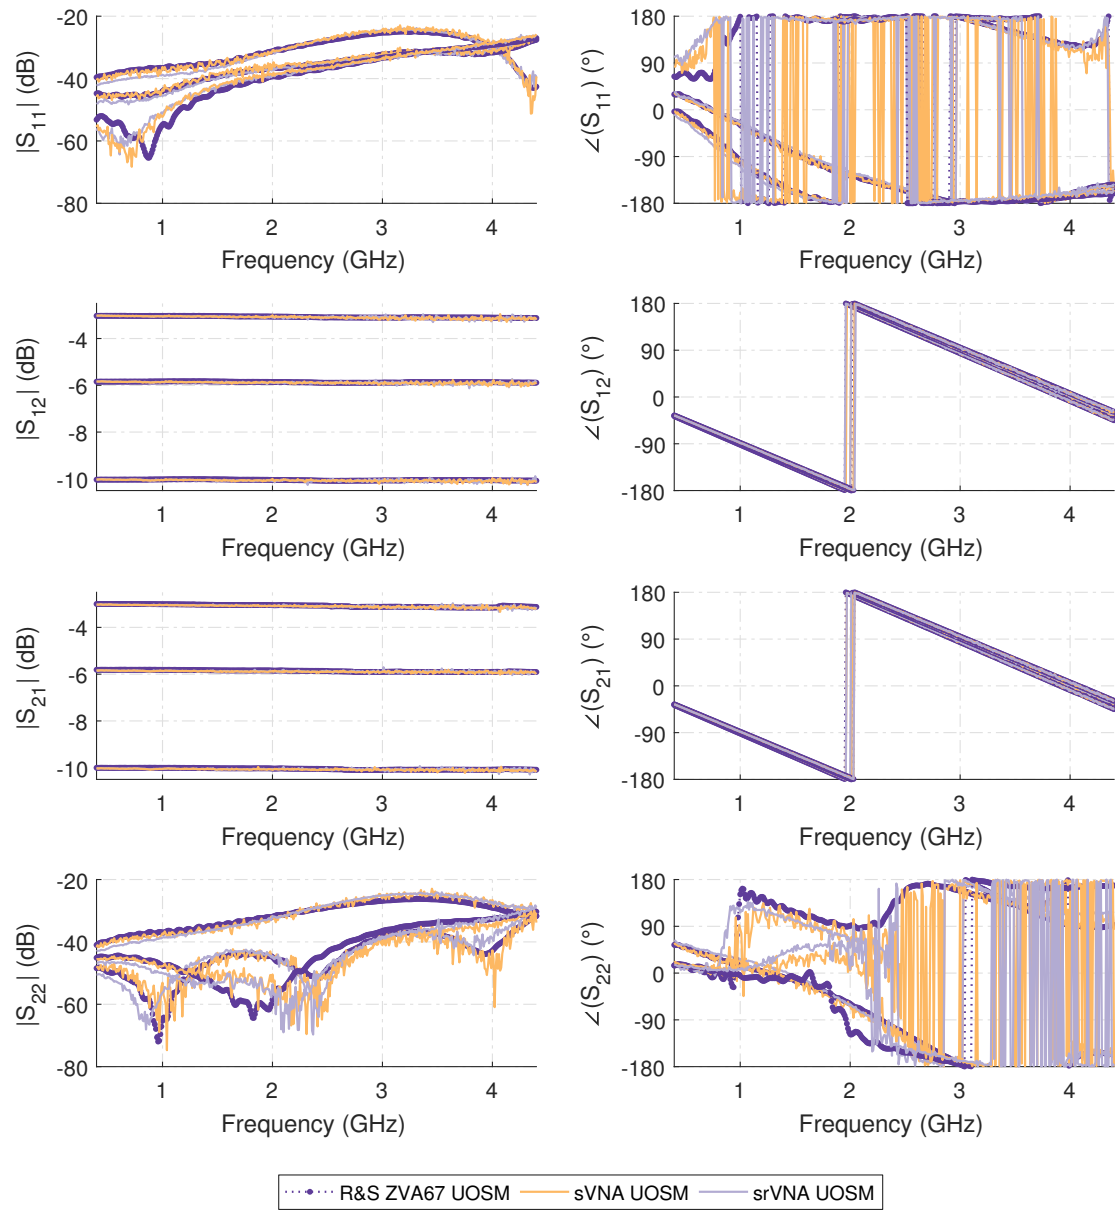 -20
-40
-60
-80
|S11| (dB)
1 2 3 4
Frequency (GHz)
180
90
0
-90
-180
∠(S11) (°)
1 2 3 4
Frequency (GHz)
-4
-6
-8
-10
|S12| (dB)
1 2 3 4
Frequency (GHz)
180
90
0
-90
-180
∠(S12) (°)
1 2 3 4
Frequency (GHz)
-4
-6
-8
-10
|S21| (dB)
1 2 3 4
Frequency (GHz)
180
90
0
-90
-180
∠(S21) (°)
1 2 3 4
Frequency (GHz)
-20
-40
-60
-80
|S22| (dB)
1 2 3 4
Frequency (GHz)
180
90
0
-90
-180
∠(S22) (°)
1 2 3 4
Frequency (GHz)
R&S ZVA67 UOSM sVNA UOSM srVNA UOSM